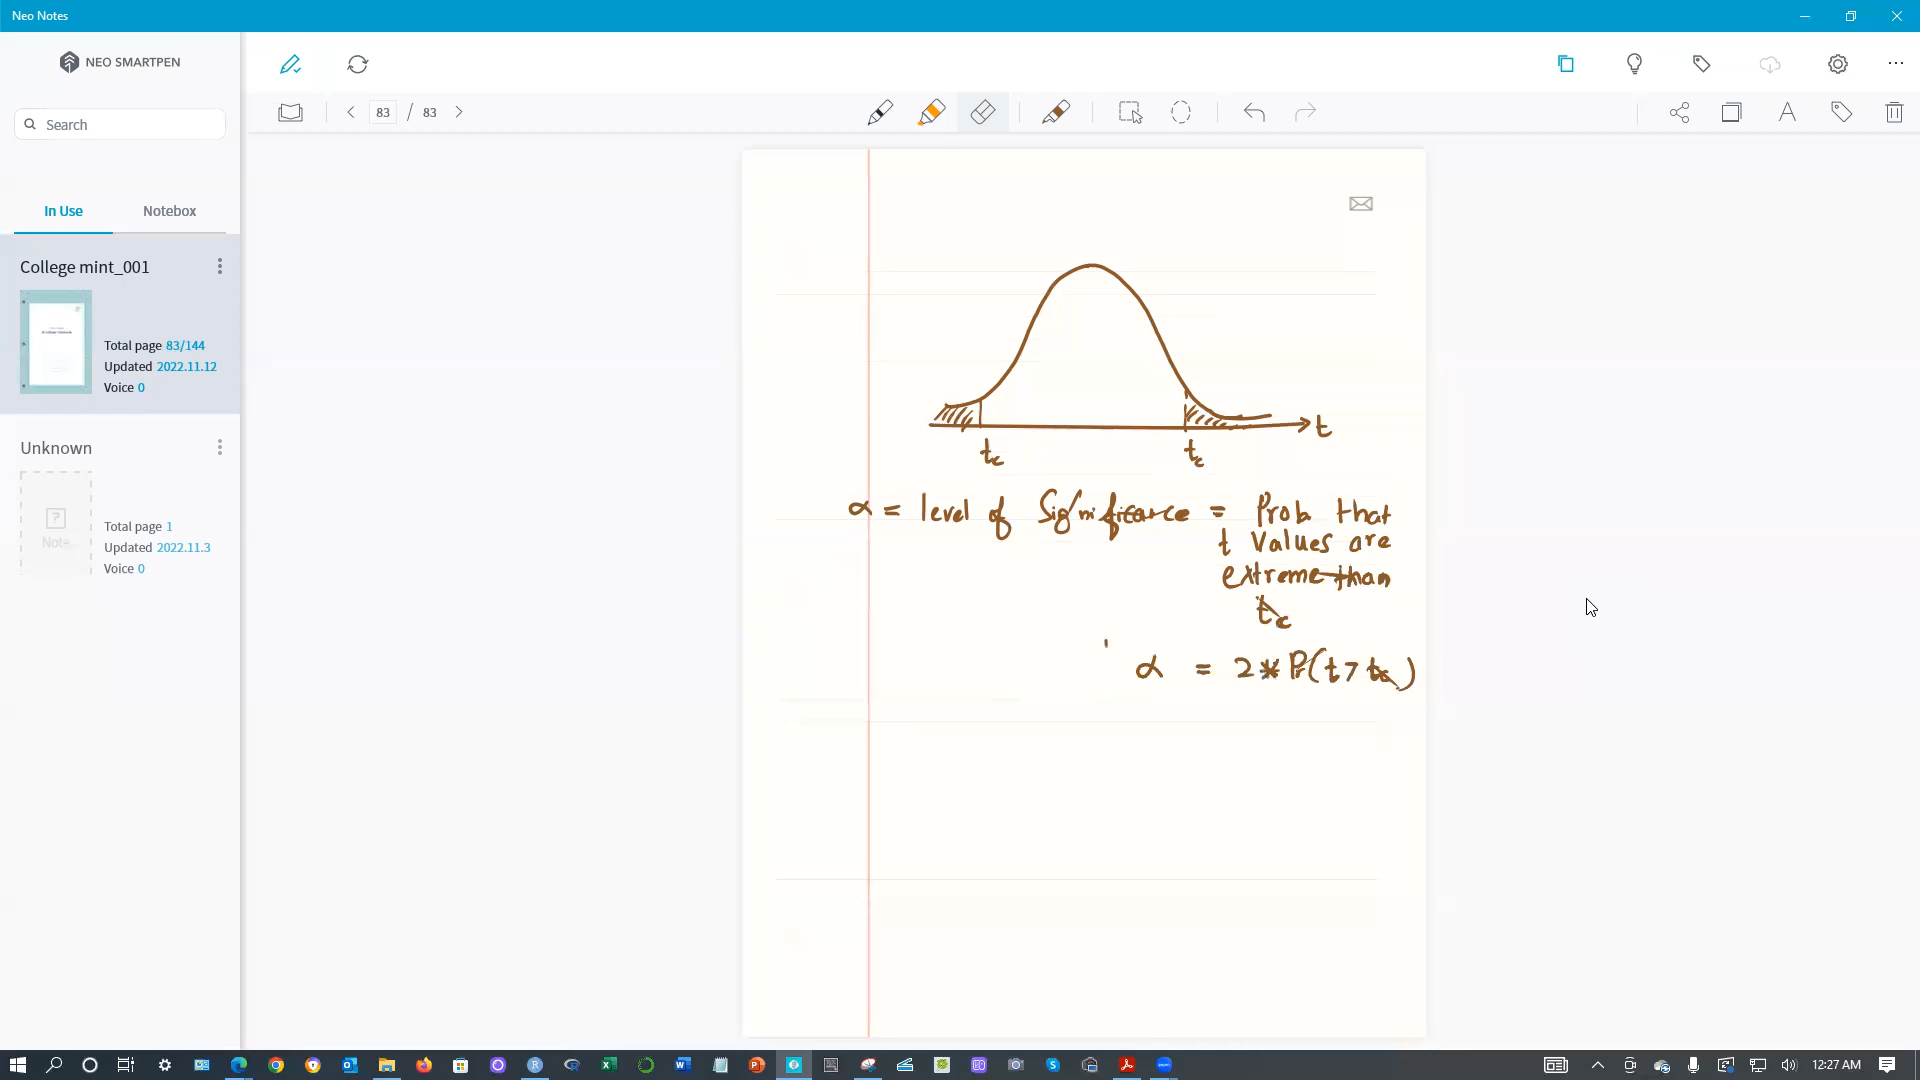 Neo Notes
NEO SMARTPEN
Search
83 / 83
In Use Notebox
College mint_001
Total page 83/144
Updated 2022.11.12
Voice 0
Unknown
Note
Total page 1
Updated 2022.11.3
Voice 0
t
tc tc
α = level of Significance = Prob that
t Values are
extreme than
tc
α = 2*Pr(t>tc)
12:27 AM